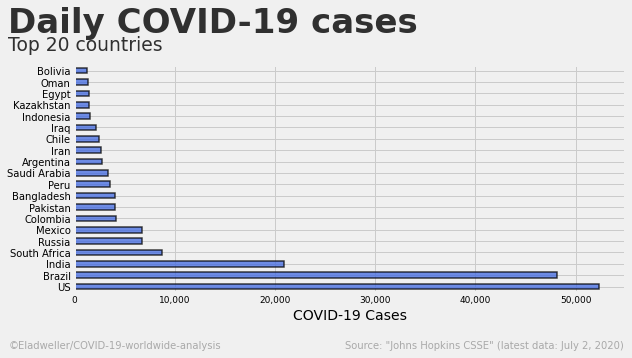 Daily COVID-19 cases
Top 20 countries
Bolivia
Oman
Egypt
Kazakhstan
Indonesia
Iraq
Chile
Iran
Argentina
Saudi Arabia
Peru
Bangladesh
Pakistan
Colombia
Mexico
Russia
South Africa
India
Brazil
US
0 10,000 20,000 30,000 40,000 50,000
COVID-19 Cases
©Eladweller/COVID-19-worldwide-analysis Source: "Johns Hopkins CSSE" (latest data: July 2, 2020)